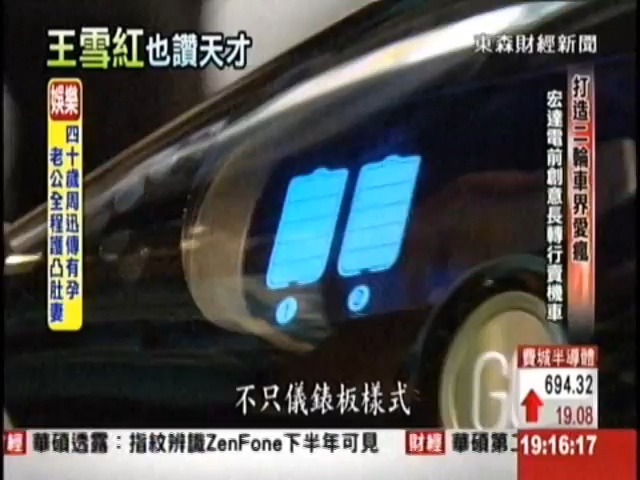 王雪紅也讚天才
東森財經新聞
娛樂
四十歲周迅傳有孕
老公全程護凸肚妻
打造二輪車界愛瘋
宏達電前創意長轉行賣機車
1
2
GO
不只儀錶板樣式
費城半導體
694.32
19.08
經 華碩透露：指紋辨識ZenFone下半年可見 財經 華碩第二
19:16:17